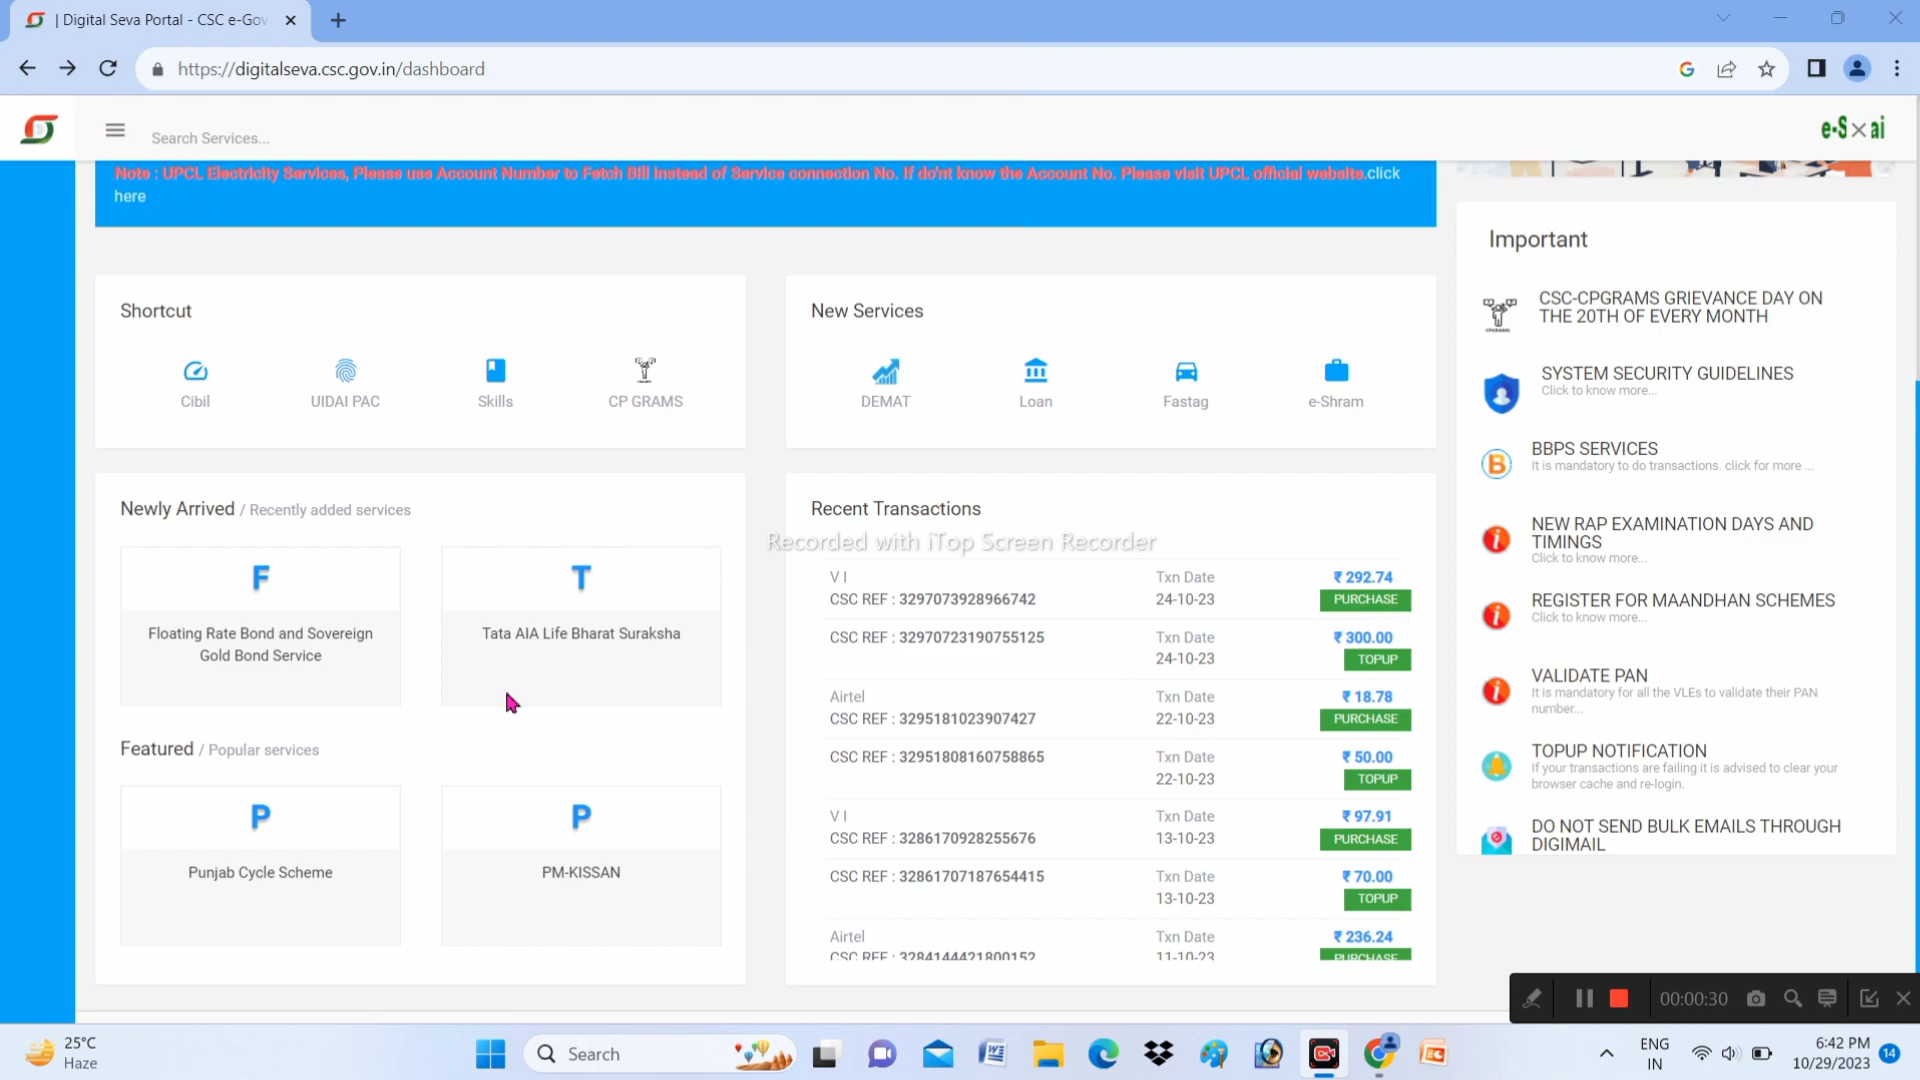 | Digital Seva Portal - CSC e-Gov
https://digitalseva.csc.gov.in/dashboard
Search Services...
Note : UPCL Electricity Services, Please use Account Number to Fetch Bill instead of Service connection No. If do'nt know the Account No. Please visit UPCL official website.click
here
Shortcut
Cibil
UIDAI PAC
Skills
CP GRAMS
New Services
DEMAT
Loan
Fastag
e-Shram
Newly Arrived / Recently added services
F
Floating Rate Bond and Sovereign
Gold Bond Service
T
Tata AIA Life Bharat Suraksha
Featured / Popular services
P
Punjab Cycle Scheme
P
PM-KISSAN
Recent Transactions
Recorded with iTop Screen Recorder
V I Txn Date ₹ 292.74
CSC REF : 3297073928966742 24-10-23 PURCHASE
CSC REF : 32970723190755125 Txn Date ₹ 300.00
24-10-23 TOPUP
Airtel Txn Date ₹ 18.78
CSC REF : 3295181023907427 22-10-23 PURCHASE
CSC REF : 32951808160758865 Txn Date ₹ 50.00
22-10-23 TOPUP
V I Txn Date ₹ 97.91
CSC REF : 3286170928255676 13-10-23 PURCHASE
CSC REF : 32861707187654415 Txn Date ₹ 70.00
13-10-23 TOPUP
Airtel Txn Date ₹ 236.24
CSC REF : 3284144421800152 11-10-23 PURCHASE
Important
CSC-CPGRAMS GRIEVANCE DAY ON
THE 20TH OF EVERY MONTH
SYSTEM SECURITY GUIDELINES
Click to know more...
BBPS SERVICES
It is mandatory to do transactions. click for more ...
NEW RAP EXAMINATION DAYS AND
TIMINGS
Click to know more...
REGISTER FOR MAANDHAN SCHEMES
Click to know more...
VALIDATE PAN
It is mandatory for all the VLEs to validate their PAN
number...
TOPUP NOTIFICATION
If your transactions are failing it is advised to clear your
browser cache and re-login.
DO NOT SEND BULK EMAILS THROUGH
DIGIMAIL
00:00:30
25°C
Haze
Search
ENG
IN
6:42 PM
10/29/2023
14